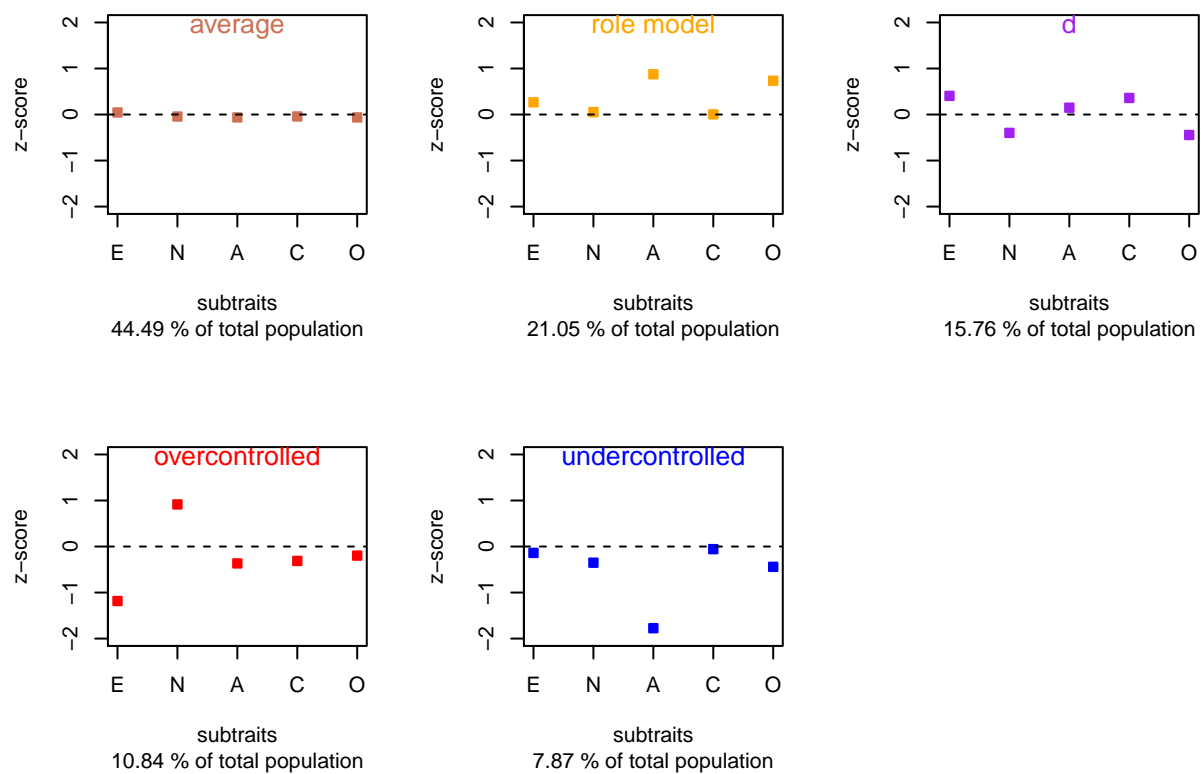 average
2
1
0
−1
−2
z−score
E N A C O
subtraits
44.49 % of total population
role model
2
1
0
−1
−2
z−score
E N A C O
subtraits
21.05 % of total population
d
2
1
0
−1
−2
z−score
E N A C O
subtraits
15.76 % of total population
overcontrolled
2
1
0
−1
−2
z−score
E N A C O
subtraits
10.84 % of total population
undercontrolled
2
1
0
−1
−2
z−score
E N A C O
subtraits
7.87 % of total population